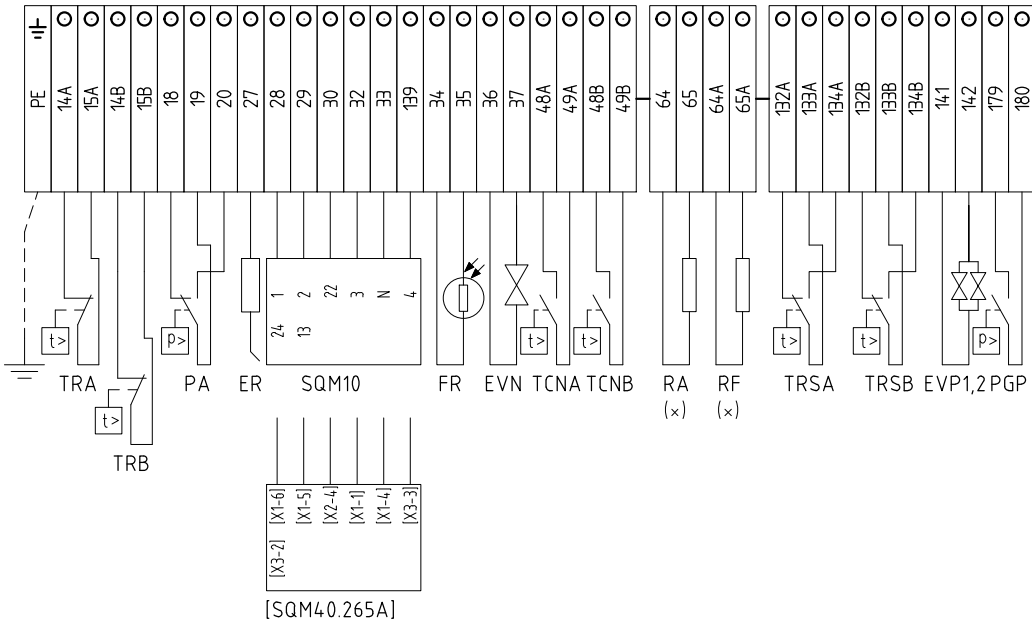 PE 14A 15A 14B 15B 18 19 20 27 28 29 30 32 33 139 34 35 36 37 48A 49A 48B 49B 64 65 64A 65A 132A 133A 134A 132B 133B 134B 141 142 179 180
1 2 22 3 N 4
24 13
t> p> t> t> t> t> p>
TRA PA ER SQM10 FR EVN TCNA TCNB RA RF TRSA TRSB EVP1,2 PGP
(x) (x)
t>
TRB
[X1-6] [X1-5] [X2-4] [X1-1] [X1-4] [X3-3]
[X3-2]
[SQM40.265A]